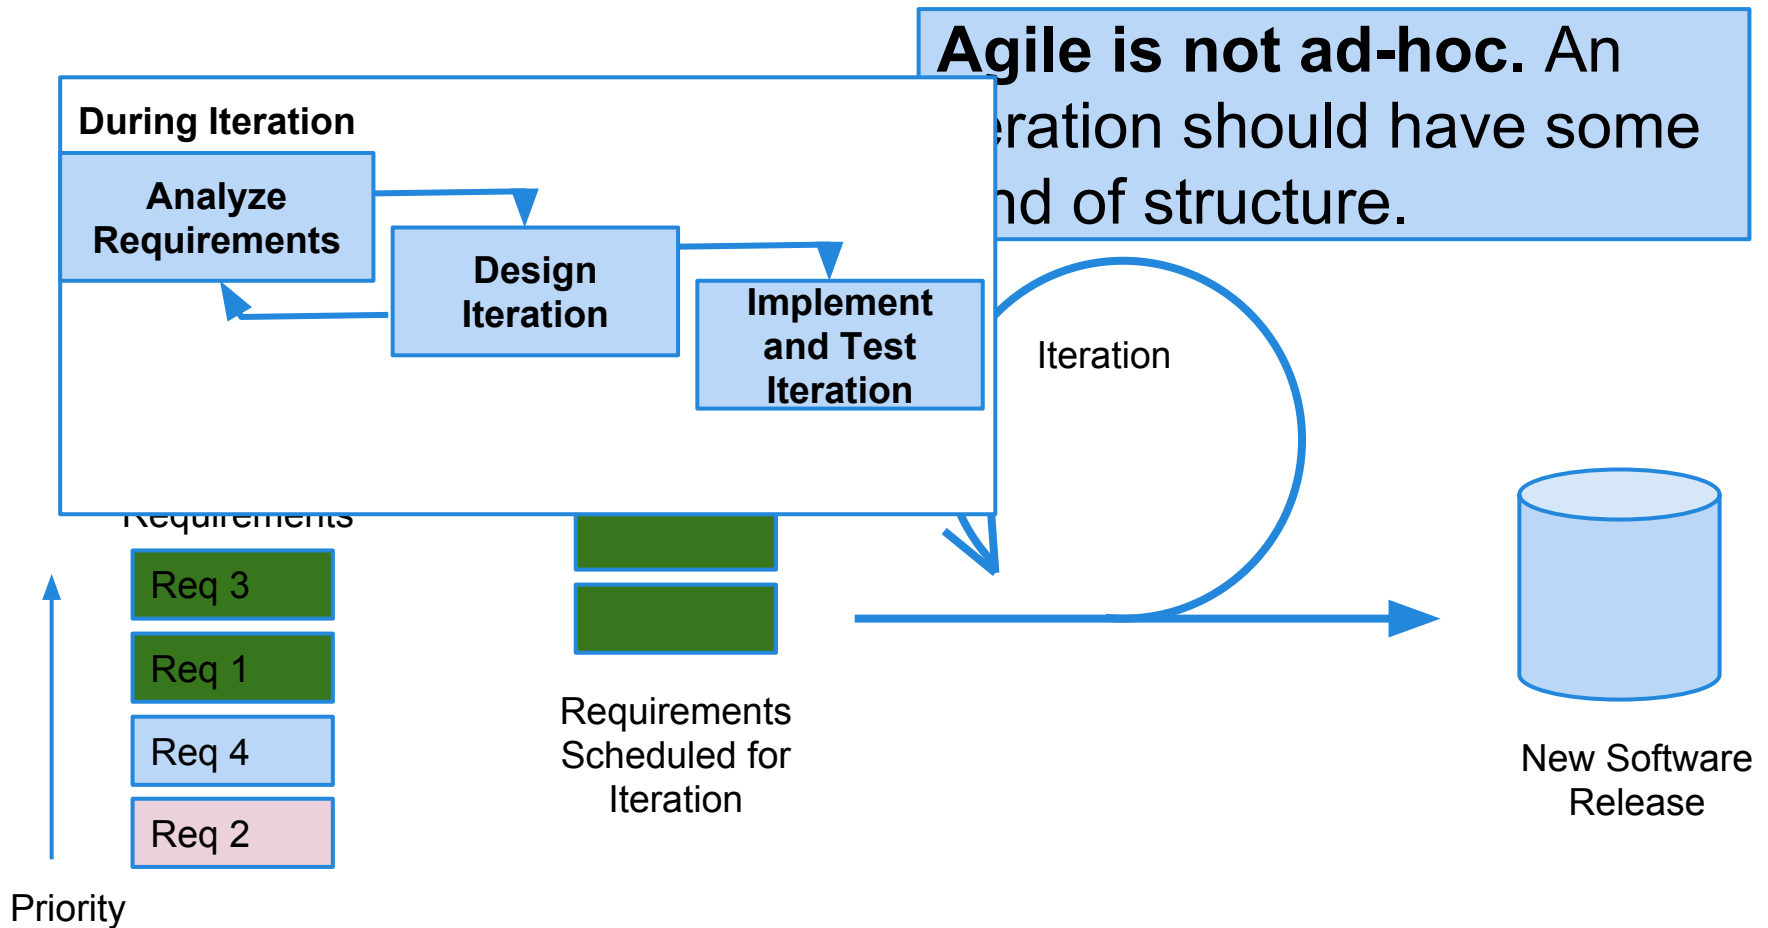 Agile is not ad-hoc. An
eration should have some
nd of structure.
During Iteration
Analyze
Requirements
Design
Iteration
Implement
and Test
Iteration
Iteration
Requirements
Req 3
Req 1
Req 4
Req 2
Priority
Requirements
Scheduled for
Iteration
New Software
Release